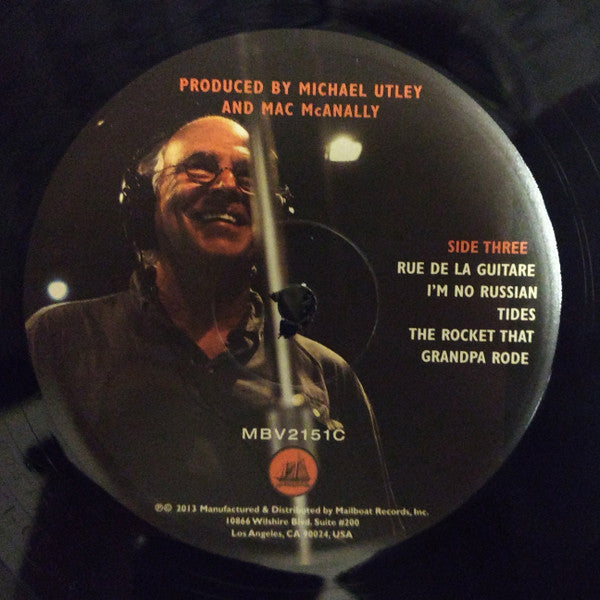 PRODUCED BY MICHAEL UTLEY
AND MAC McANALLY
SIDE THREE
RUE DE LA GUITARE
I'M NO RUSSIAN
TIDES
THE ROCKET THAT
GRANDPA RODE
MBV2151C
℗© 2013 Manufactured & Distributed by Mailboat Records, Inc.
10866 Wilshire Blvd. Suite #200
Los Angeles, CA 90024, USA